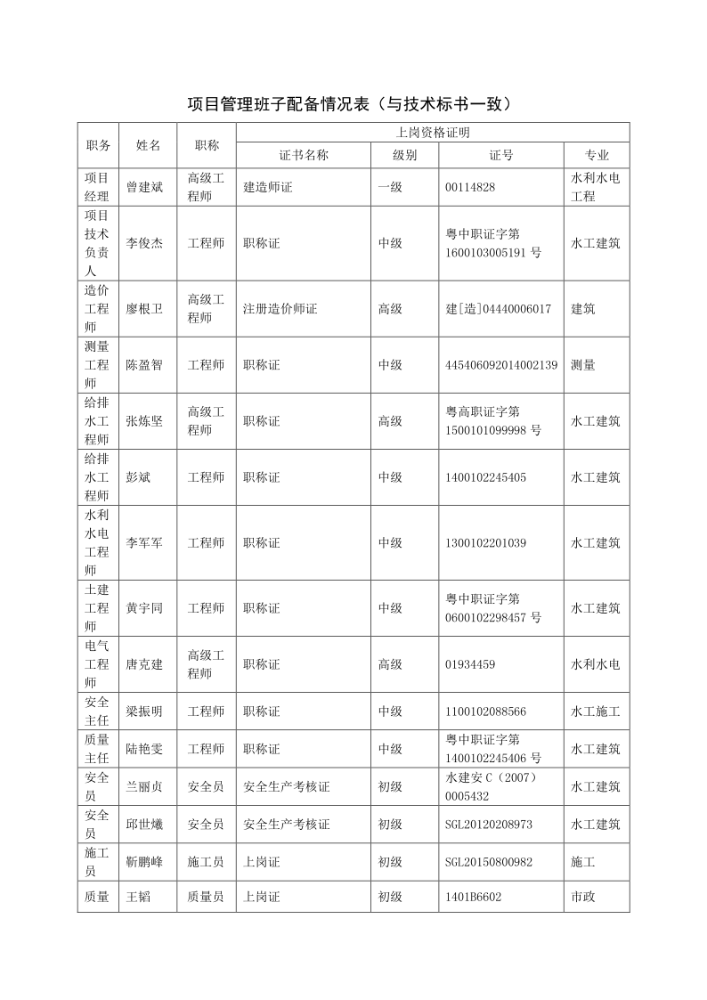 项目管理班子配备情况表（与技术标书一致）
职务 姓名 职称 上岗资格证明
证书名称 级别 证号 专业
项目经理 曾建斌 高级工程师 建造师证 一级 00114828 水利水电工程
项目技术负责人 李俊杰 工程师 职称证 中级 粤中职证字第1600103005191 号 水工建筑
造价工程师 廖根卫 高级工程师 注册造价师证 高级 建[造]04440006017 建筑
测量工程师 陈盈智 工程师 职称证 中级 445406092014002139 测量
给排水工程师 张炼坚 高级工程师 职称证 高级 粤高职证字第1500101099998 号 水工建筑
给排水工程师 彭斌 工程师 职称证 中级 1400102245405 水工建筑
水利水电工程师 李军军 工程师 职称证 中级 1300102201039 水工建筑
土建工程师 黄宇同 工程师 职称证 中级 粤中职证字第0600102298457 号 水工建筑
电气工程师 唐克建 高级工程师 职称证 高级 01934459 水利水电
安全主任 梁振明 工程师 职称证 中级 1100102088566 水工施工
质量主任 陆艳雯 工程师 职称证 中级 粤中职证字第1400102245406 号 水工建筑
安全员 兰丽贞 安全员 安全生产考核证 初级 水建安 C（2007）0005432 水工建筑
安全员 邱世爔 安全员 安全生产考核证 初级 SGL20120208973 水工建筑
施工员 靳鹏峰 施工员 上岗证 初级 SGL20150800982 施工
质量 王韬 质量员 上岗证 初级 1401B6602 市政